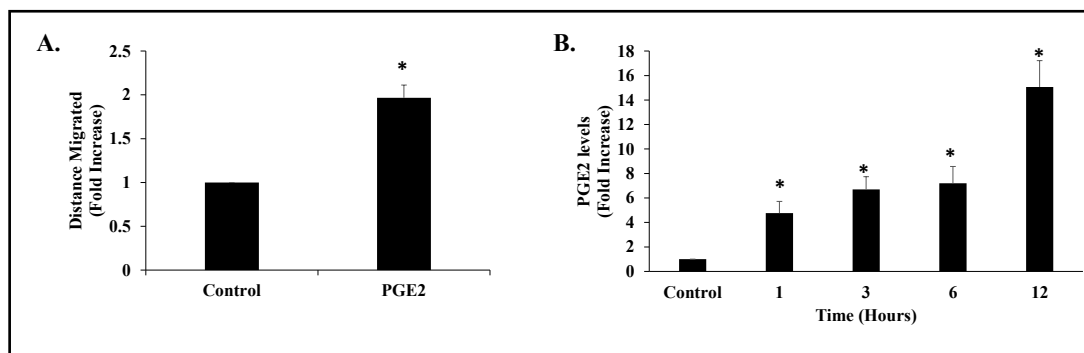 A.
Distance Migrated
(Fold Increase)
2.5
2
1.5
1
0.5
0
*
Control
PGE2
B.
PGE2 levels
(Fold Increase)
18
16
14
12
10
8
6
4
2
0
*
*
*
*
Control
1
3
6
12
Time (Hours)